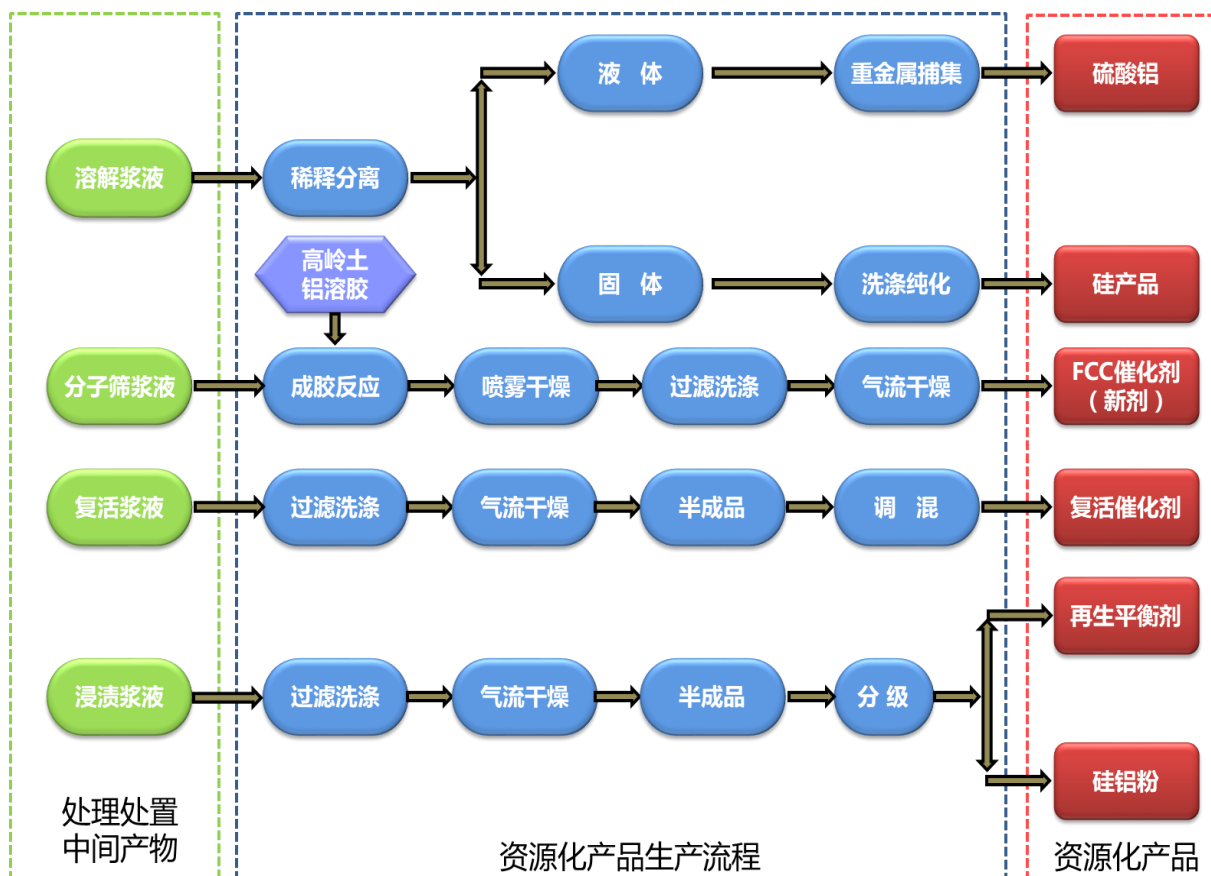 液 体
重金属捕集
硫酸铝
溶解浆液
稀释分离
高岭土
铝溶胶
固 体
洗涤纯化
硅产品
分子筛浆液
成胶反应
喷雾干燥
过滤洗涤
气流干燥
FCC催化剂
（新剂）
复活浆液
过滤洗涤
气流干燥
半成品
调 混
复活催化剂
再生平衡剂
浸渍浆液
过滤洗涤
气流干燥
半成品
分 级
硅铝粉
处理处置
中间产物
资源化产品生产流程
资源化产品